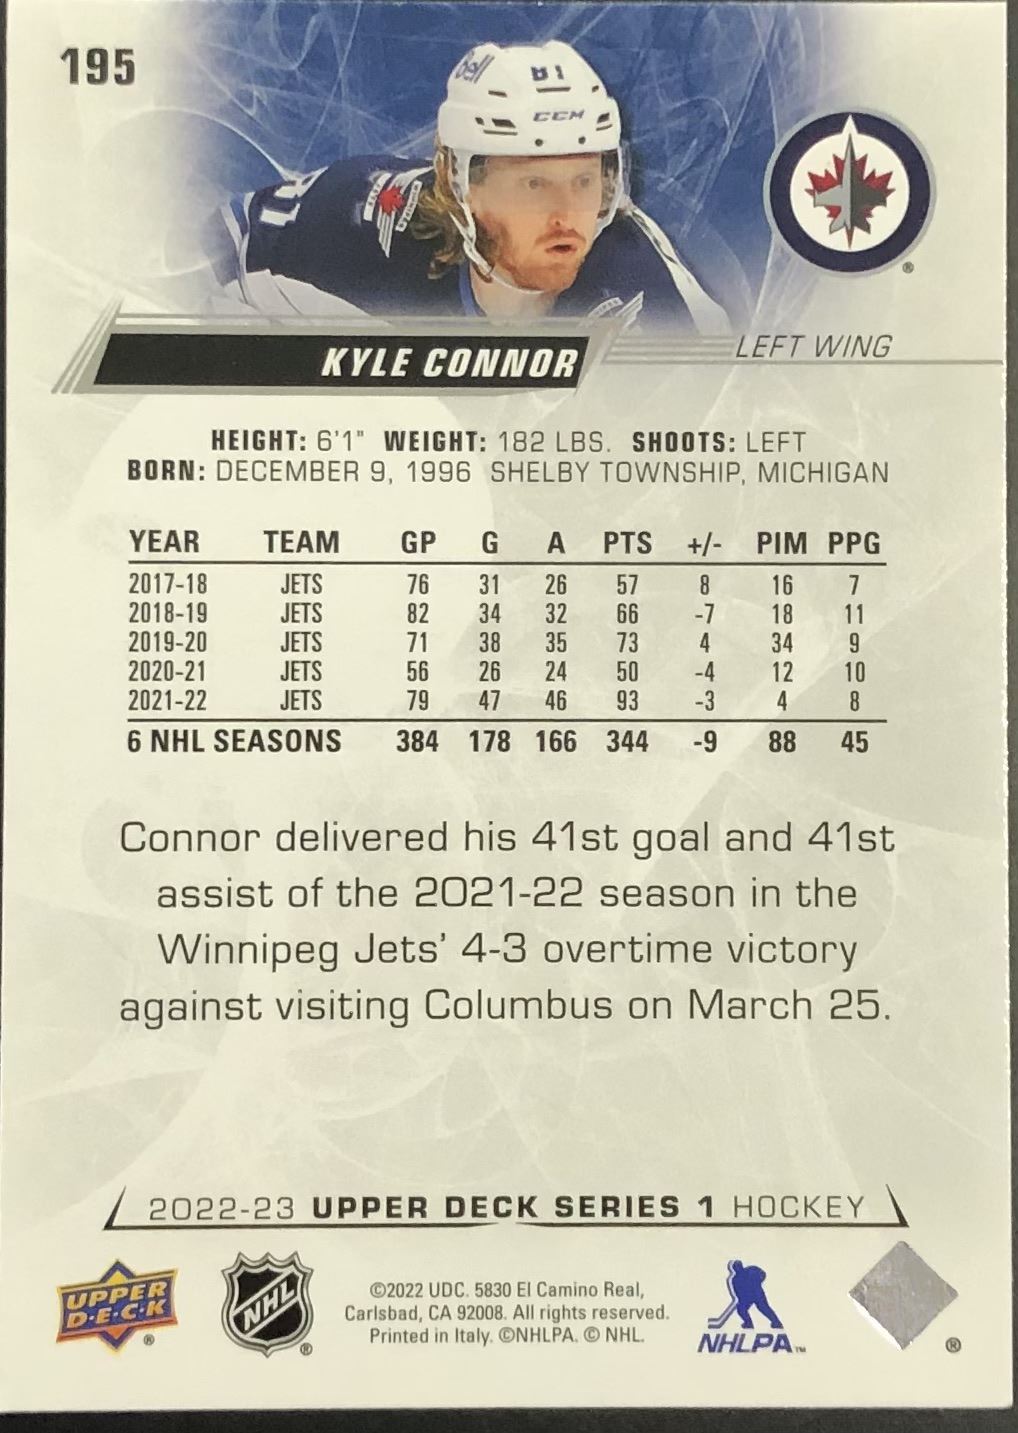 195
Bell 81
CCM
81
KYLE CONNOR
LEFT WING
HEIGHT: 6'1" WEIGHT: 182 LBS. SHOOTS: LEFT
BORN: DECEMBER 9, 1996 SHELBY TOWNSHIP, MICHIGAN
YEAR TEAM GP G A PTS +/- PIM PPG
2017-18 JETS 76 31 26 57 8 16 7
2018-19 JETS 82 34 32 66 -7 18 11
2019-20 JETS 71 38 35 73 4 34 9
2020-21 JETS 56 26 24 50 -4 12 10
2021-22 JETS 79 47 46 93 -3 4 8
6 NHL SEASONS 384 178 166 344 -9 88 45
Connor delivered his 41st goal and 41st
assist of the 2021-22 season in the
Winnipeg Jets' 4-3 overtime victory
against visiting Columbus on March 25.
2022-23 UPPER DECK SERIES 1 HOCKEY
UPPER
D•E•C•K ®
NHL ®
©2022 UDC. 5830 El Camino Real,
Carlsbad, CA 92008. All rights reserved.
Printed in Italy. ©NHLPA. © NHL.
NHLPA™
®